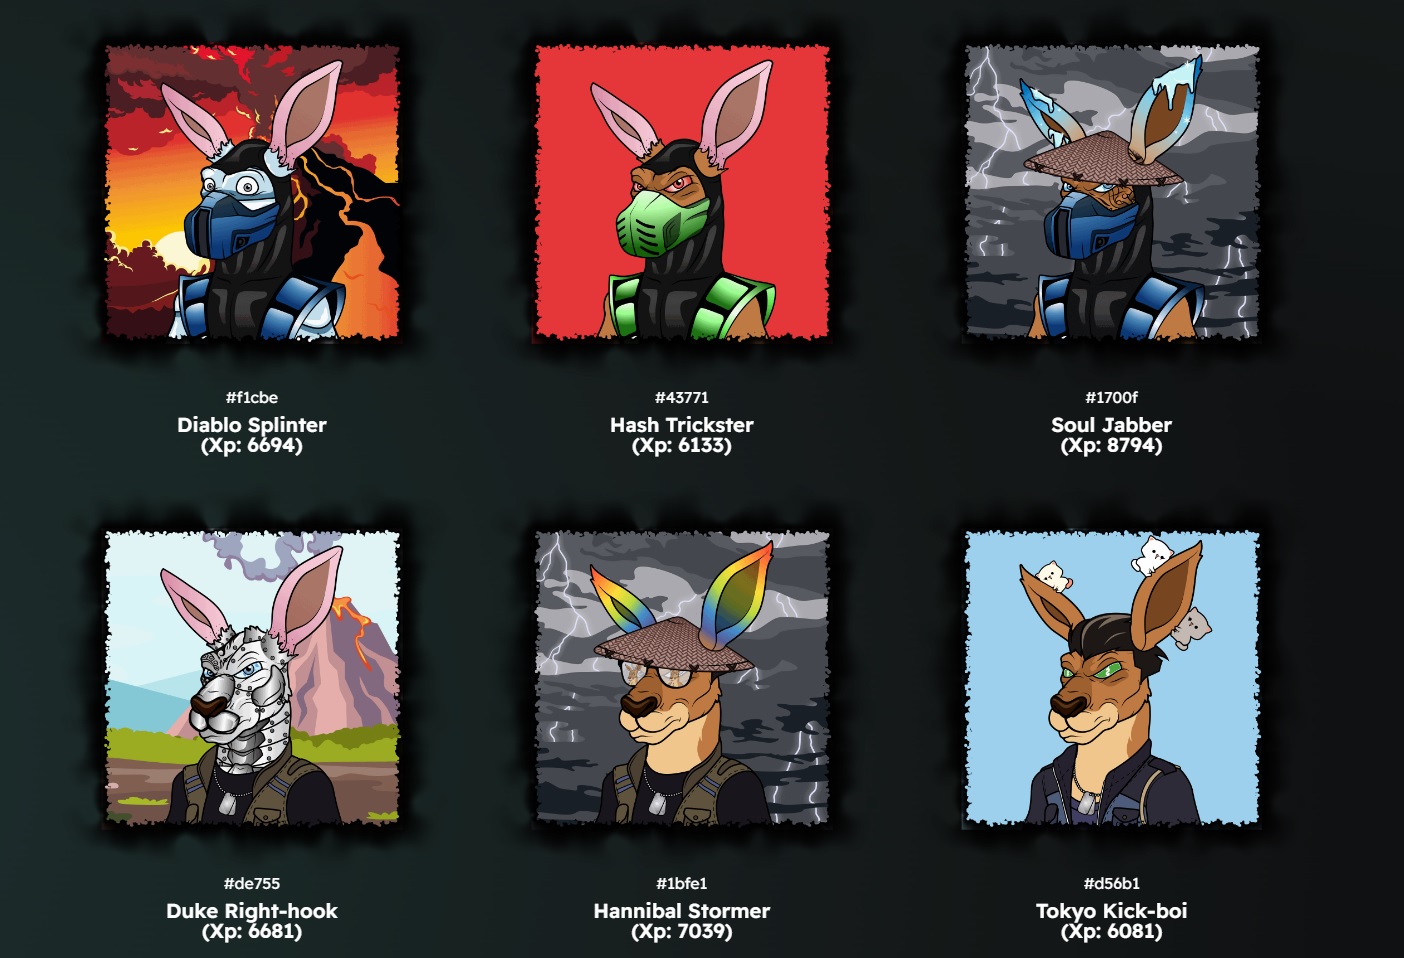 #f1cbe
Diablo Splinter
(Xp: 6694)
#43771
Hash Trickster
(Xp: 6133)
#1700f
Soul Jabber
(Xp: 8794)
#de755
Duke Right-hook
(Xp: 6681)
#1bfe1
Hannibal Stormer
(Xp: 7039)
#d56b1
Tokyo Kick-boi
(Xp: 6081)